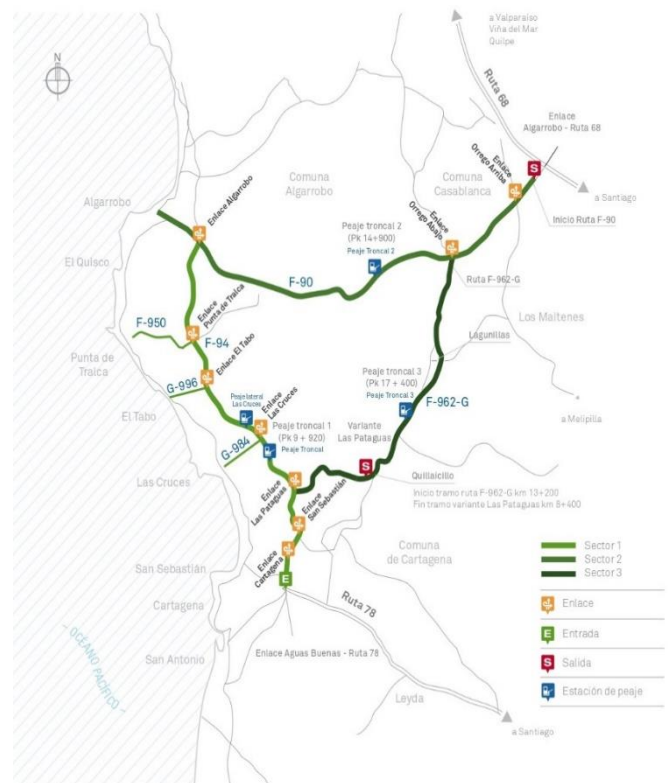 a Valparaíso
Viña del Mar
Quilpe
N
Ruta 68
Enlace
Algarrobo - Ruta 68
Enlace
Orrego Arriba
Comuna
Algarrobo
Comuna
Casablanca
S
a Santiago
Algarrobo
Enlace Algarrobo
Enlace
Orrego Abajo
Inicio Ruta F-90
Peaje troncal 2
(Pk 14+900)
Peaje Troncal 2
El Quisco
F-90
Ruta F-962-G
Enlace
Punta de Tralca
F-950
F-94
Los Maitenes
Lagunillas
Punta de
Tralca
Enlace El Tabo
G-996
Peaje troncal 3
(Pk 17 + 400)
Peaje Troncal 3
F-962-G
Peaje lateral
Las Cruces
Enlace
Las Cruces
a Melipilla
El Tabo
Peaje troncal 1
(Pk 9 + 920)
Peaje Troncal
Variante
Las Pataguas
G-984
S
Las Cruces
Enlace
Las Pataguas
Quillaicillo
Inicio tramo ruta F-962-G km 13+200
Fin tramo variante Las Pataguas km 8+400
Enlace
San Sebastián
Enlace
Cartagena
Comuna
de Cartagena
San Sebastián
E
Cartagena
Ruta 78
San Antonio
Enlace Aguas Buenas - Ruta 78
OCÉANO PACÍFICO
Leyda
a Santiago
Sector 1
Sector 2
Sector 3
Enlace
E Entrada
S Salida
Estación de peaje